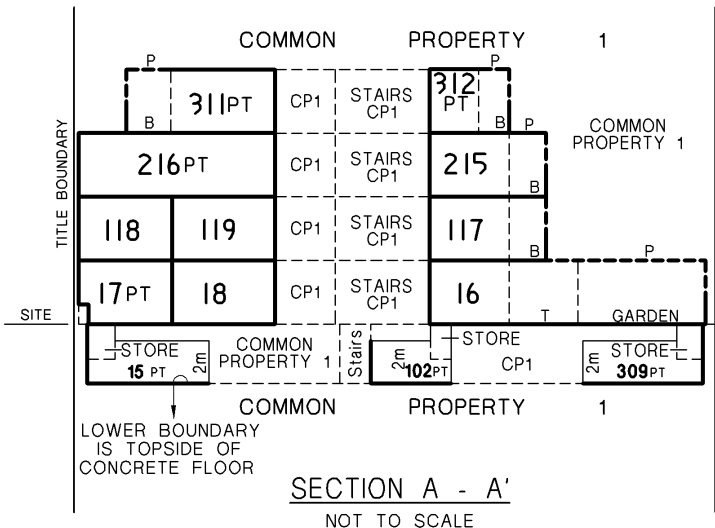 COMMON PROPERTY 1
P P
311PT CP1 STAIRS CP1 312 PT
B B P
COMMON PROPERTY 1
TITLE BOUNDARY
216PT CP1 STAIRS CP1 215
B
118 119 CP1 STAIRS CP1 117
B P
17PT 18 CP1 STAIRS CP1 16
SITE T GARDEN
STORE COMMON PROPERTY 1 Stairs STORE
15 PT 2m 2m 102PT CP1 2m STORE 309PT
COMMON PROPERTY 1
LOWER BOUNDARY
IS TOPSIDE OF
CONCRETE FLOOR
SECTION A - A'
NOT TO SCALE